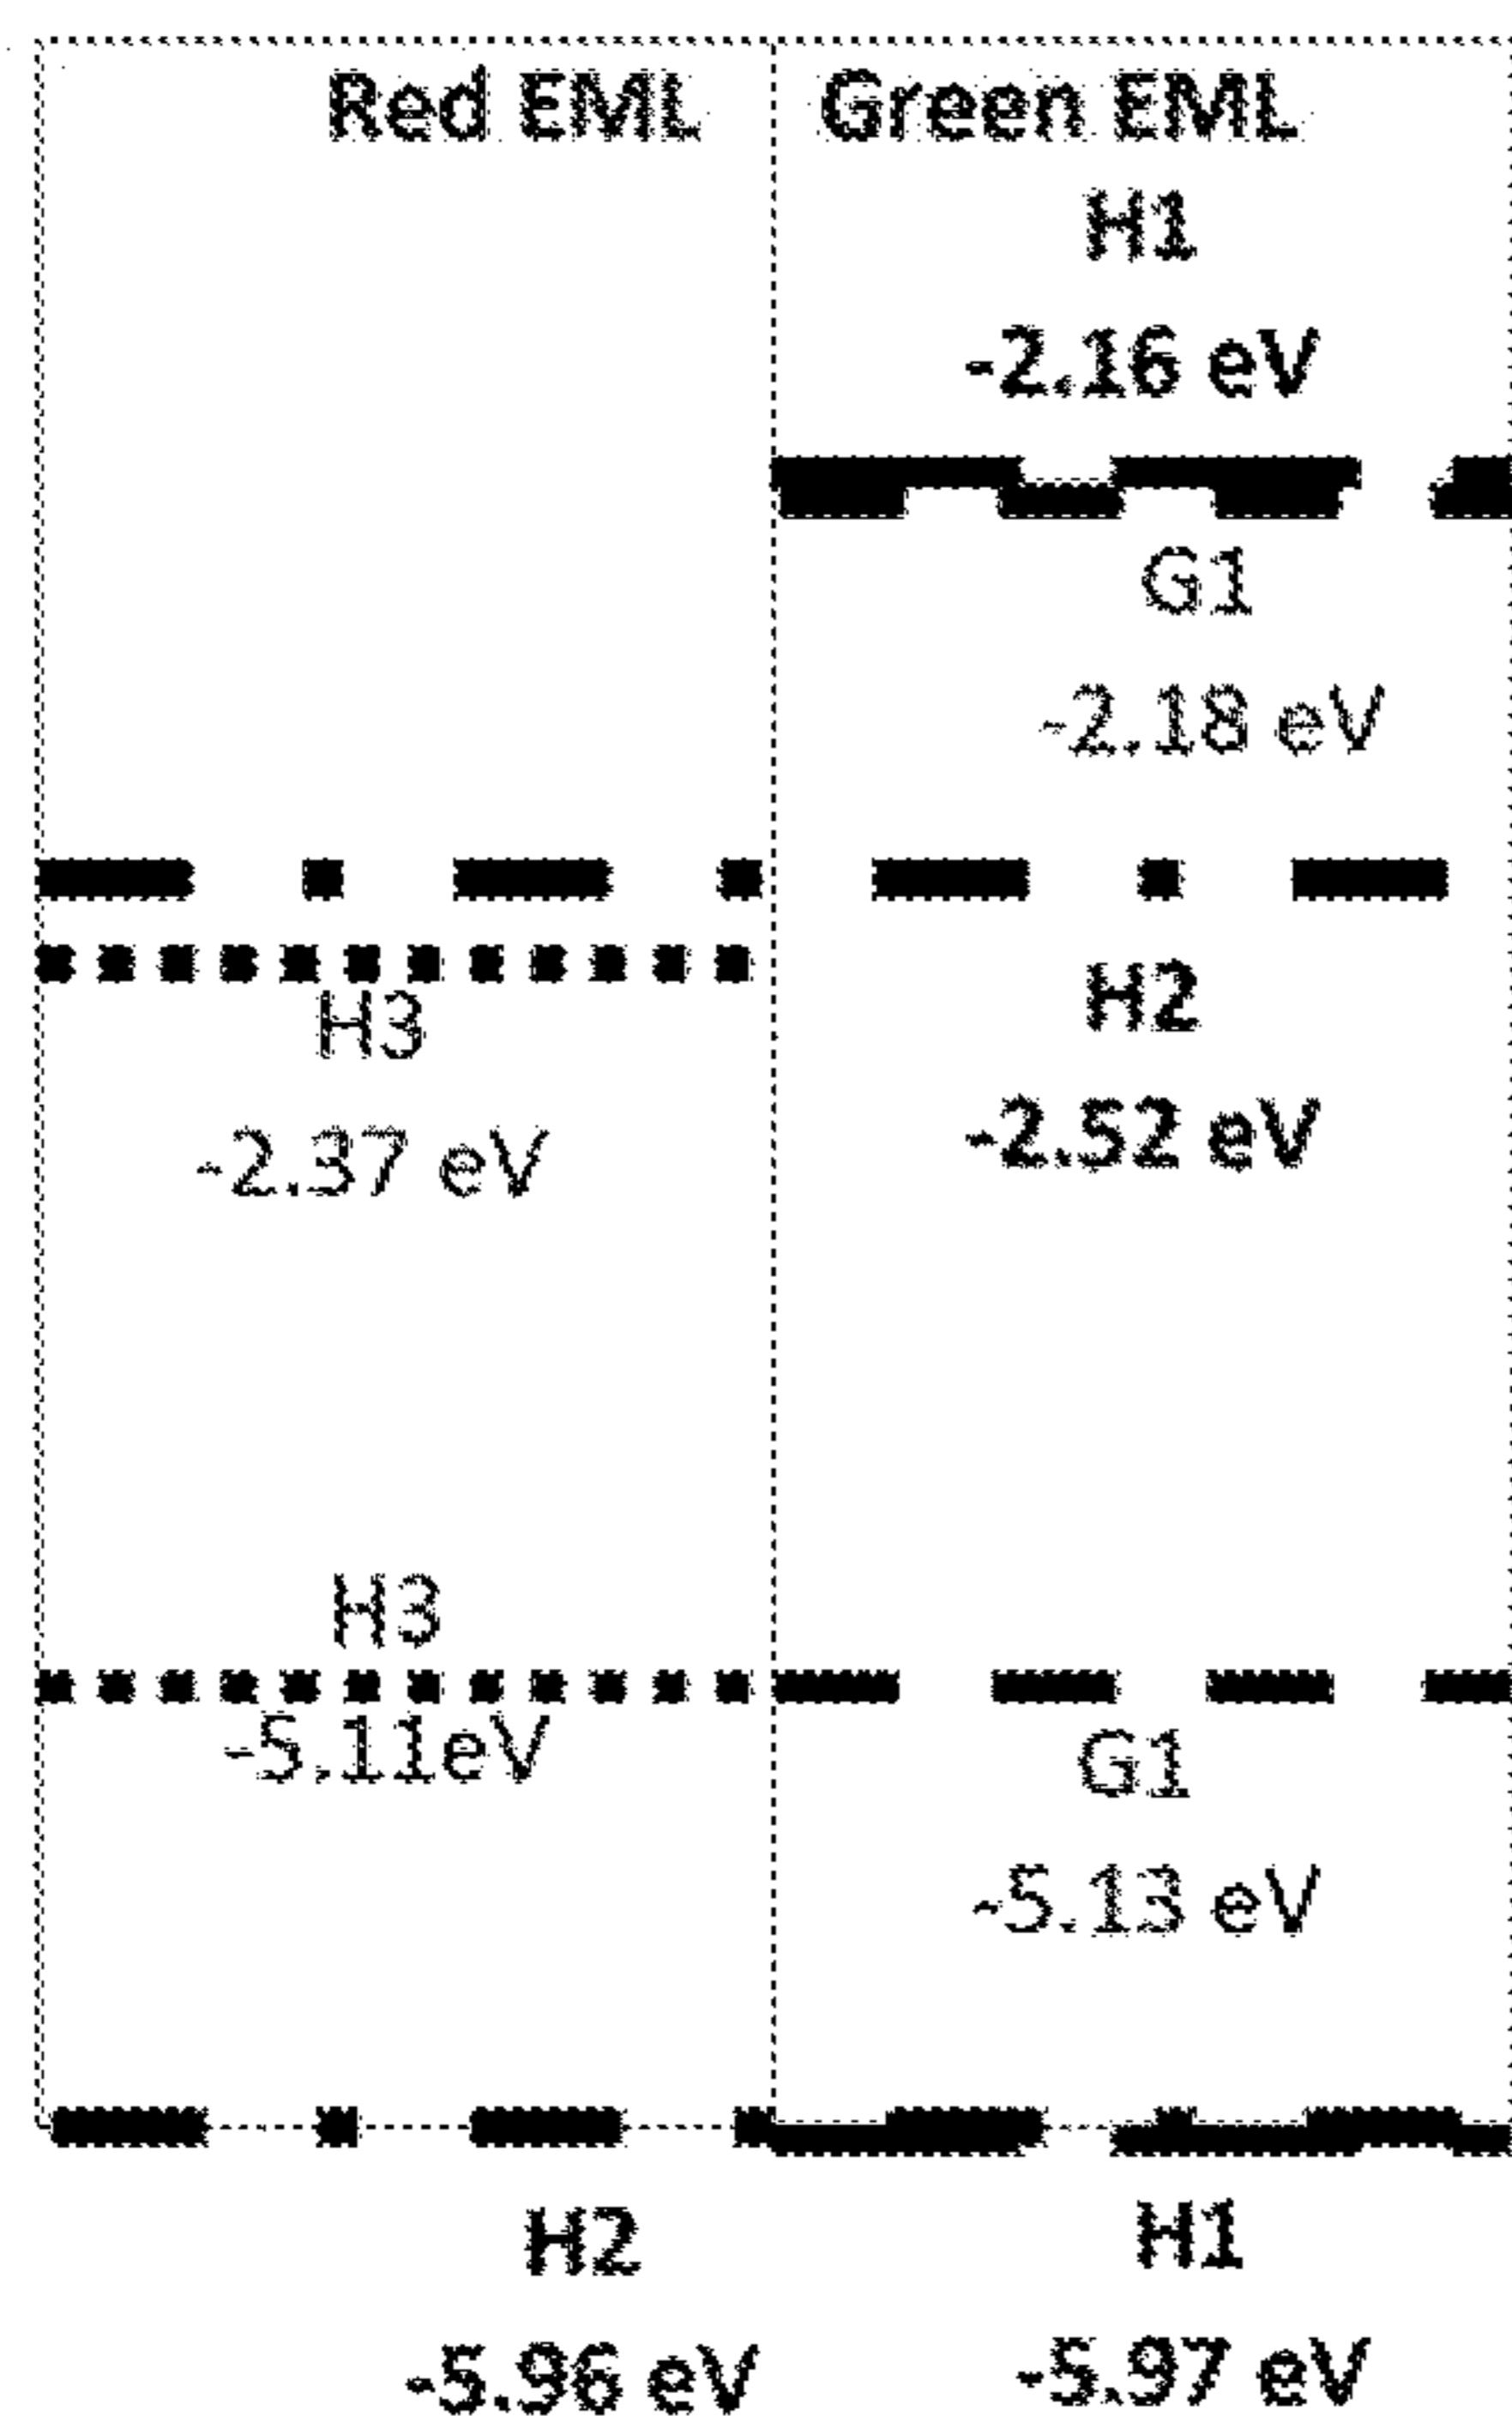 Red EML
Green EML
H1
-2.16 eV
G1
-2.18 eV
H3
-2.37 eV
H2
-2.52 eV
H3
-5.11eV
G1
-5.13 eV
H2
-5.96 eV
H1
-5.97 eV